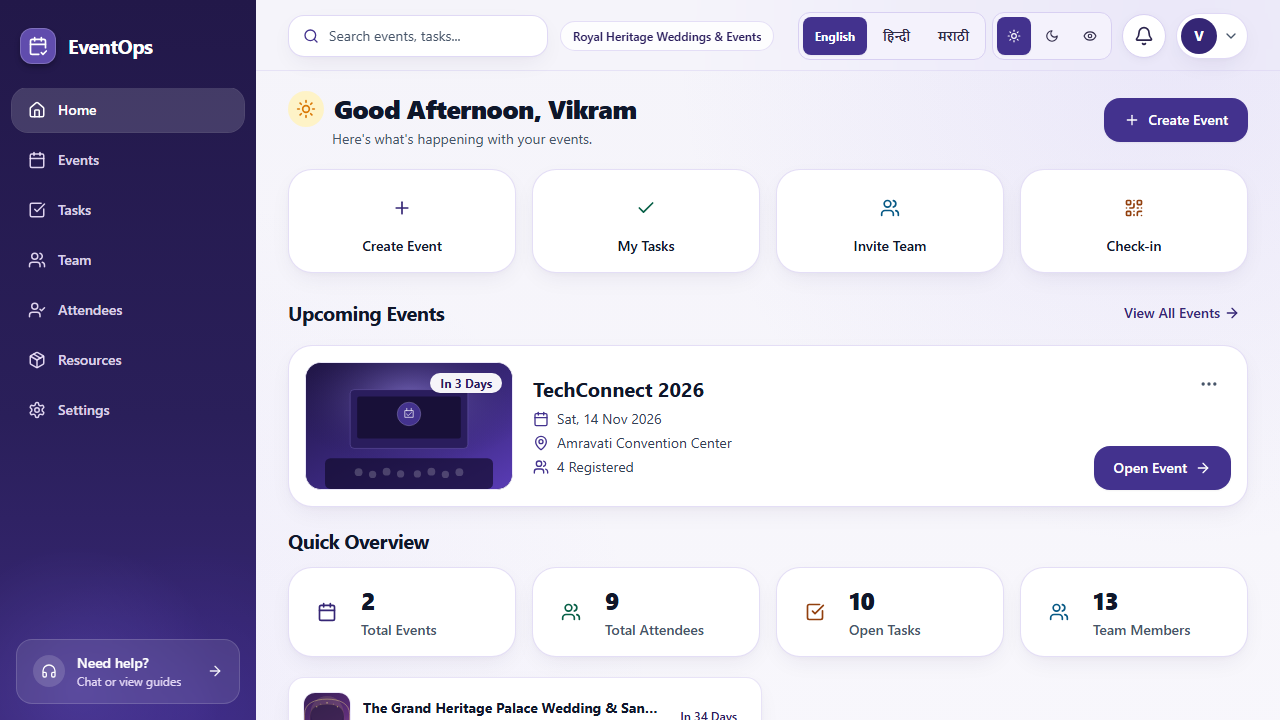 EventOps
Home
Events
Tasks
Team
Attendees
Resources
Settings
Need help?
Chat or view guides
Search events, tasks...
Royal Heritage Weddings & Events
English
हिन्दी
मराठी
V
Good Afternoon, Vikram
Here's what's happening with your events.
Create Event
Create Event
My Tasks
Invite Team
Check-in
Upcoming Events
View All Events
In 3 Days
TechConnect 2026
Sat, 14 Nov 2026
Amravati Convention Center
4 Registered
Open Event
Quick Overview
2
Total Events
9
Total Attendees
10
Open Tasks
13
Team Members
The Grand Heritage Palace Wedding & San...
In 34 Days